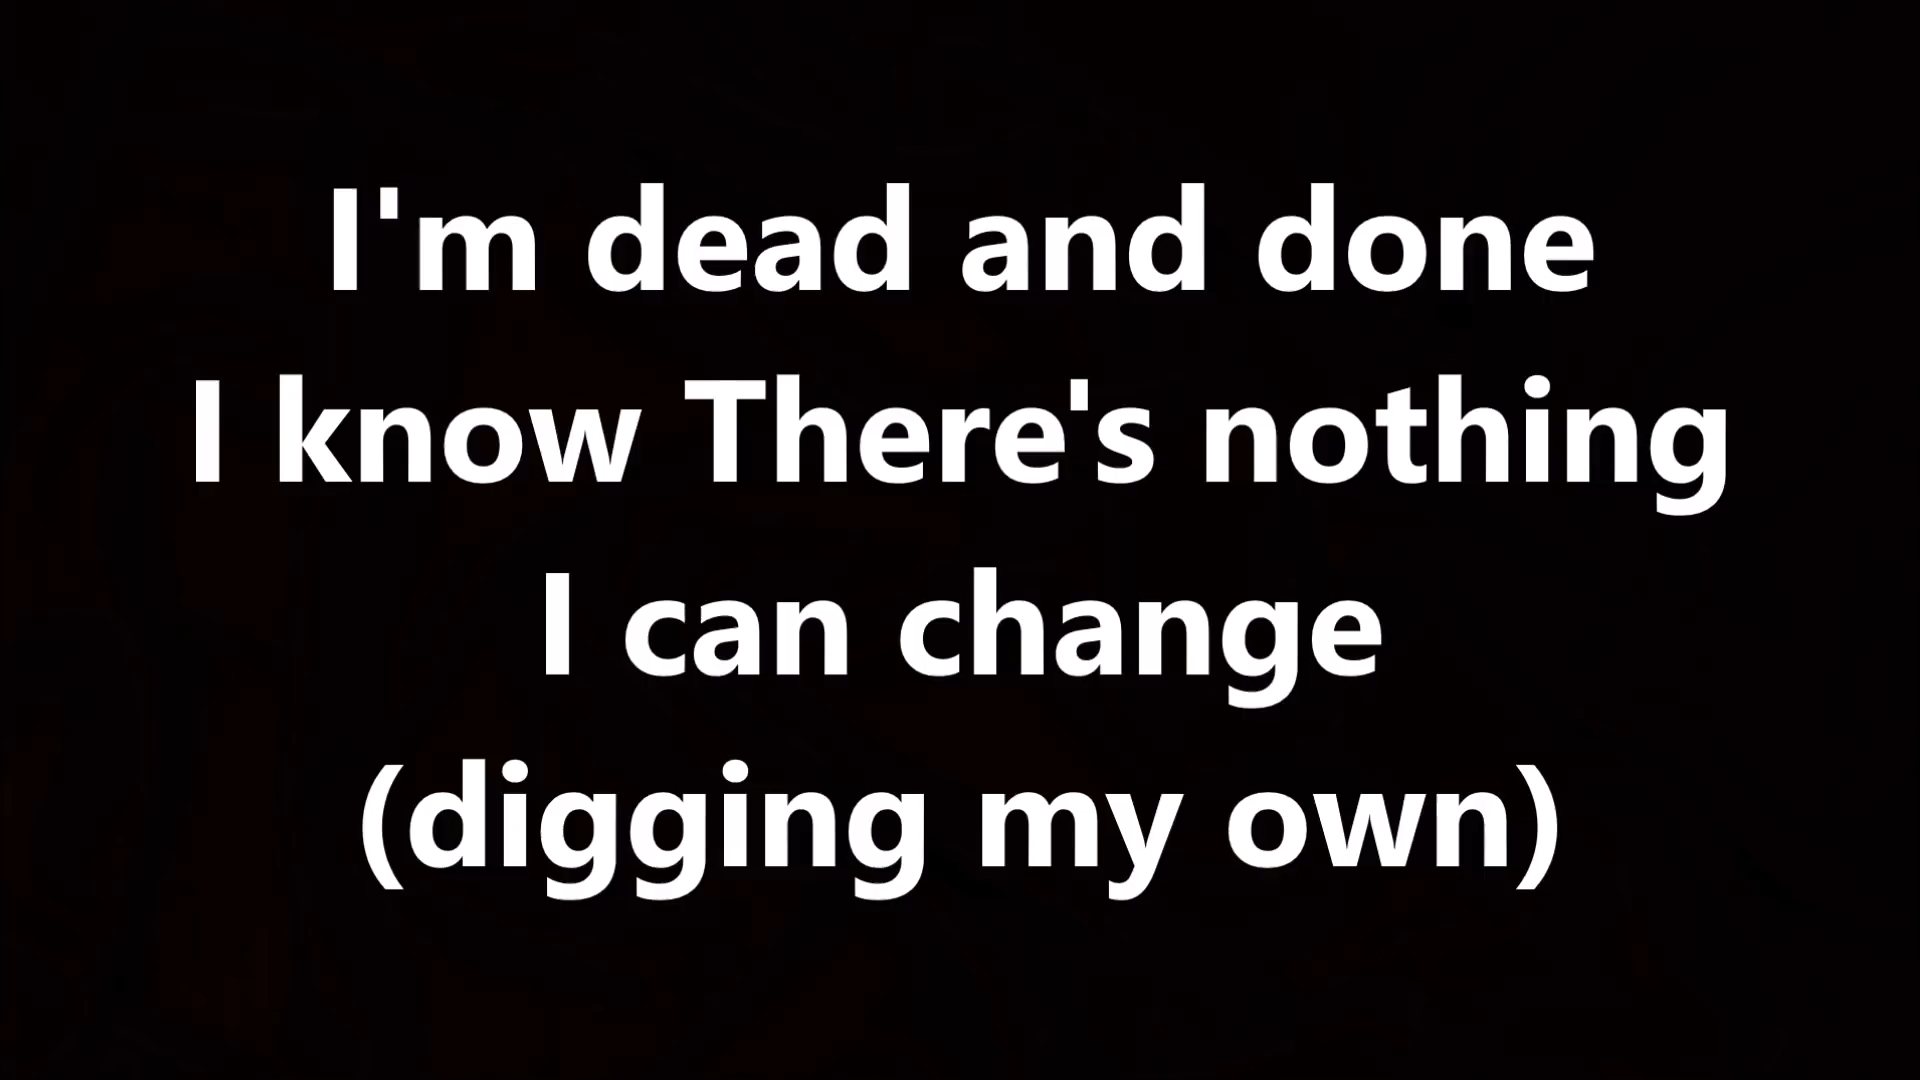 I'm dead and done
I know There's nothing
I can change
(digging my own)